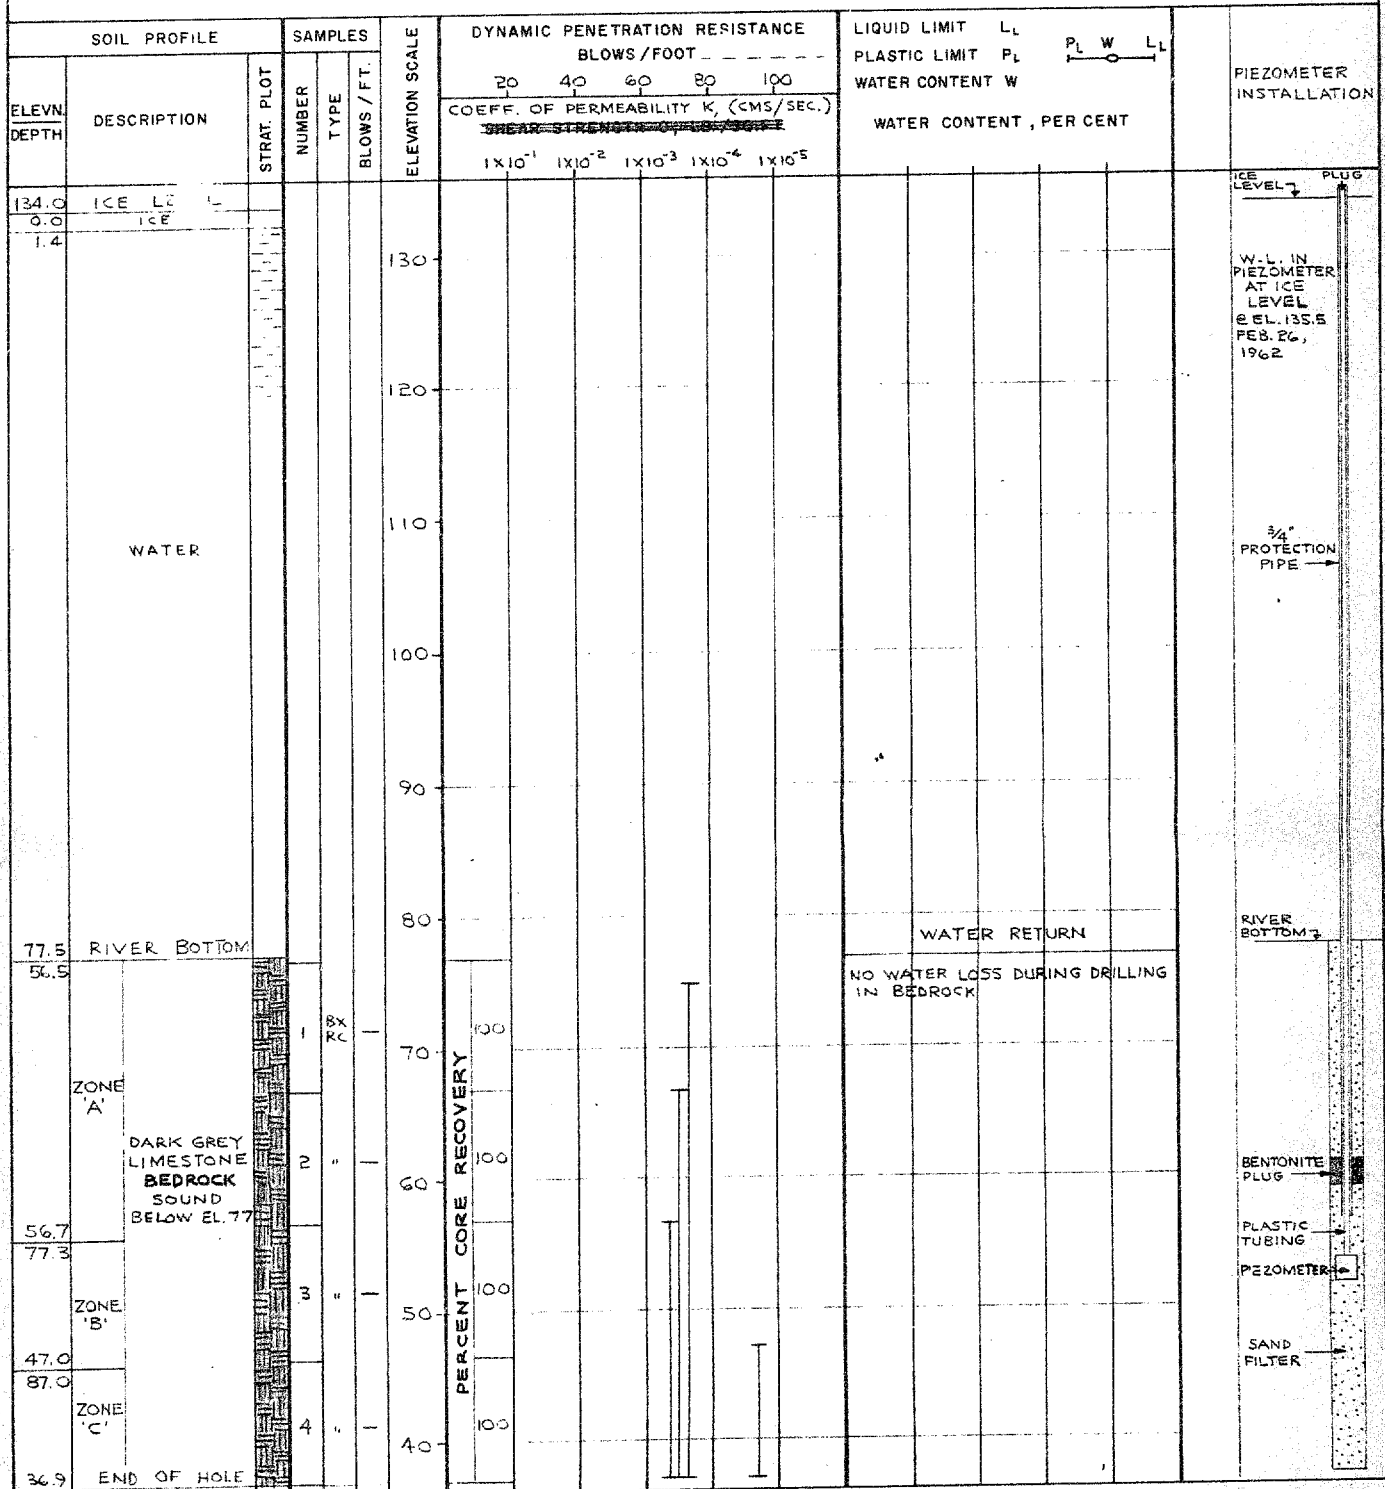 SOIL PROFILE
SAMPLES
ELEVATION SCALE
DYNAMIC PENETRATION RESISTANCE
BLOWS/FOOT
20 40 60 80 100
COEFF. OF PERMEABILITY K, (CMS/SEC.)
1X10-1 1X10-2 1X10-3 1X10-4 1X10-5
LIQUID LIMIT LL
PLASTIC LIMIT PL
WATER CONTENT W
PL W LL
WATER CONTENT, PER CENT
PIEZOMETER
INSTALLATION
ELEVN.
DEPTH
DESCRIPTION
STRAT. PLOT
NUMBER
TYPE
BLOWS / FT.
134.0 ICE
0.0 ICE
1.4
WATER
77.5 RIVER BOTTOM
56.5
ZONE
'A'
DARK GREY
LIMESTONE
BEDROCK
SOUND
BELOW EL.77
56.7
77.3
ZONE
'B'
47.0
87.0
ZONE
'C'
36.9 END OF HOLE
1 BX RC —
2 " —
3 " —
4 " —
130
120
110
100
90
80
70
60
50
40
PERCENT CORE RECOVERY
100
100
100
100
WATER RETURN
NO WATER LOSS DURING DRILLING
IN BEDROCK
ICE
LEVEL
PLUG
W.L. IN
PIEZOMETER
AT ICE
LEVEL
@ EL.135.5
FEB. 26,
1962
3/4"
PROTECTION
PIPE
RIVER
BOTTOM
BENTONITE
PLUG
PLASTIC
TUBING
PIEZOMETER
SAND
FILTER